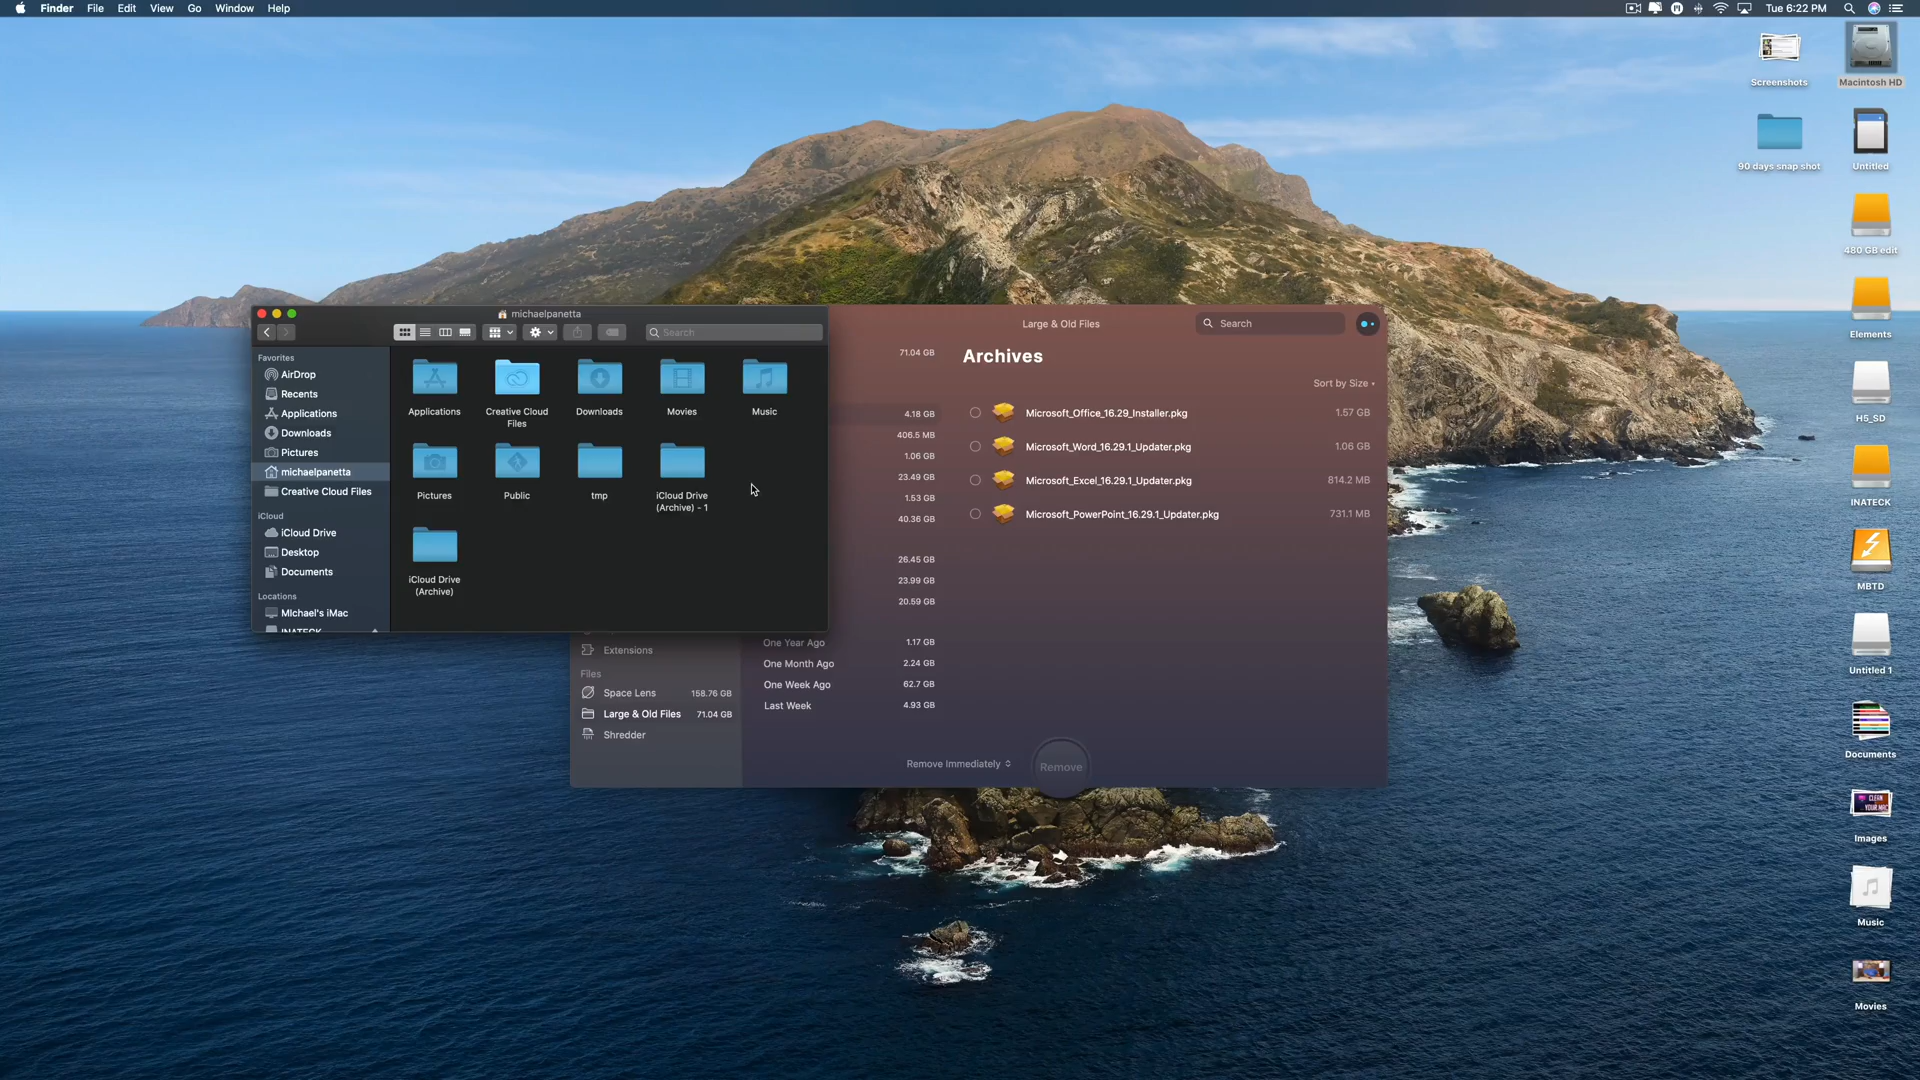 Finder File Edit View Go Window Help
Tue 6:22 PM
Screenshots
Macintosh HD
90 days snap shot
Untitled
480 GB edit
Elements
H5_SD
INATECK
MBTD
Untitled 1
Documents
Images
CLEAN
YOUR MAC
Music
Movies
michaelpanetta
Search
Favorites
AirDrop
Recents
Applications
Downloads
Pictures
michaelpanetta
Creative Cloud Files
iCloud
iCloud Drive
Desktop
Documents
Locations
MIchael's iMac
INATECK
Applications
Creative Cloud
Files
Downloads
Movies
Music
Pictures
Public
tmp
iCloud Drive
(Archive) - 1
iCloud Drive
(Archive)
Large & Old Files
Search
71.04 GB
Archives
Sort by Size
4.18 GB
406.5 MB
1.06 GB
23.49 GB
1.53 GB
40.36 GB
26.45 GB
23.99 GB
20.59 GB
Microsoft_Office_16.29_Installer.pkg 1.57 GB
Microsoft_Word_16.29.1_Updater.pkg 1.06 GB
Microsoft_Excel_16.29.1_Updater.pkg 814.2 MB
Microsoft_PowerPoint_16.29.1_Updater.pkg 731.1 MB
One Year Ago 1.17 GB
One Month Ago 2.24 GB
One Week Ago 62.7 GB
Last Week 4.93 GB
Extensions
Files
Space Lens 158.76 GB
Large & Old Files 71.04 GB
Shredder
Remove Immediately
Remove